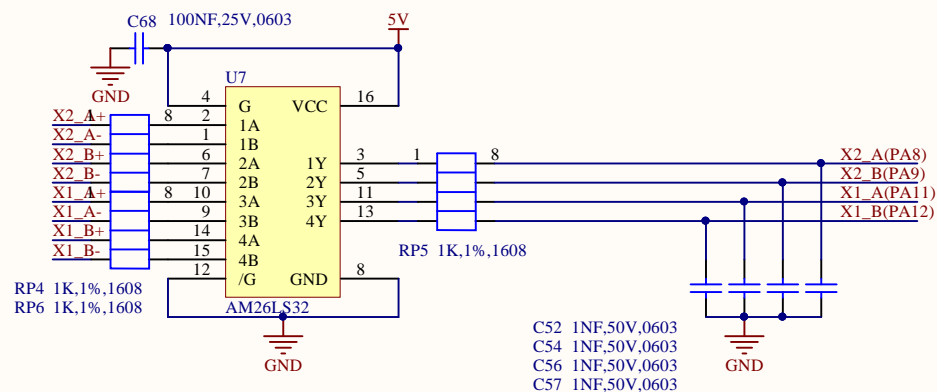 C68 100NF,25V,0603
5V
GND
U7
4 G VCC 16
X2_A+ 1 8 2 1A
X2_A- 1 1B
X2_B+ 6 2A 1Y 3 1 8 X2_A(PA8)
X2_B- 7 2B 2Y 5 X2_B(PA9)
X1_A+ 1 8 10 3A 3Y 11 X1_A(PA11)
X1_A- 9 3B 4Y 13 X1_B(PA12)
X1_B+ 14 4A
X1_B- 15 4B
RP5 1K,1%,1608
12 /G GND 8
RP4 1K,1%,1608
RP6 1K,1%,1608
AM26LS32
GND
C52 1NF,50V,0603
C54 1NF,50V,0603
C56 1NF,50V,0603
C57 1NF,50V,0603
GND